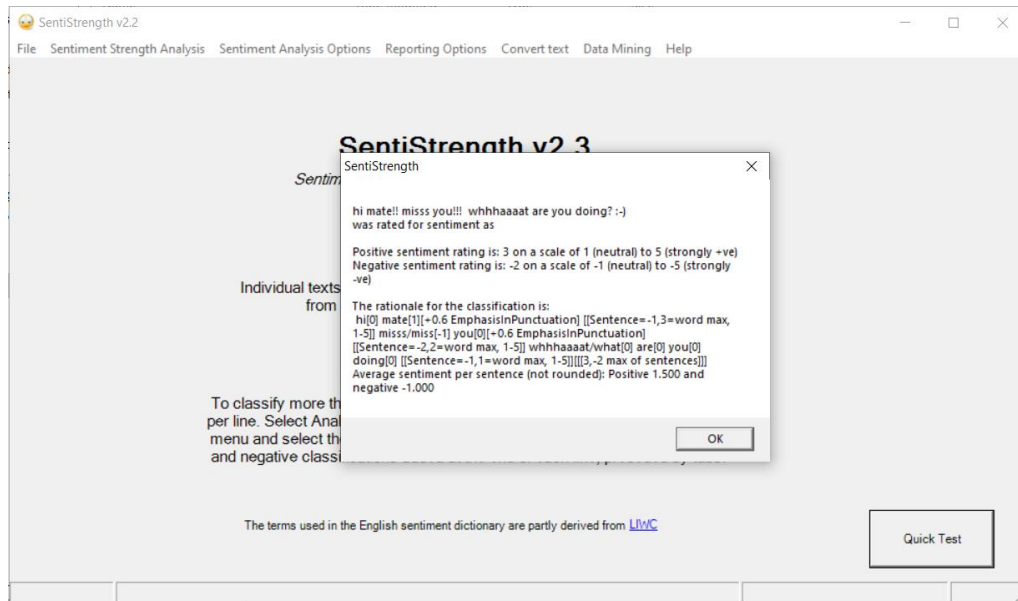 SentiStrength v2.2
File Sentiment Strength Analysis Sentiment Analysis Options Reporting Options Convert text Data Mining Help
SentiStrength v2.3
Sentim
Individual texts
from
To classify more th
per line. Select Anal
menu and select th
and negative classi
SentiStrength
hi mate!! misss you!!! whhhaaaat are you doing? :-)
was rated for sentiment as
Positive sentiment rating is: 3 on a scale of 1 (neutral) to 5 (strongly +ve)
Negative sentiment rating is: -2 on a scale of -1 (neutral) to -5 (strongly
-ve)
The rationale for the classification is:
hi[0] mate[1][+0.6 EmphasisInPunctuation] [[Sentence=-1,3=word max,
1-5]] misss/miss[-1] you[0][+0.6 EmphasisInPunctuation]
[[Sentence=-2,2=word max, 1-5]] whhhaaaat/what[0] are[0] you[0]
doing[0] [[Sentence=-1,1=word max, 1-5]][[[3,-2 max of sentences]]]
Average sentiment per sentence (not rounded): Positive 1.500 and
negative -1.000
OK
The terms used in the English sentiment dictionary are partly derived from LIWC
Quick Test